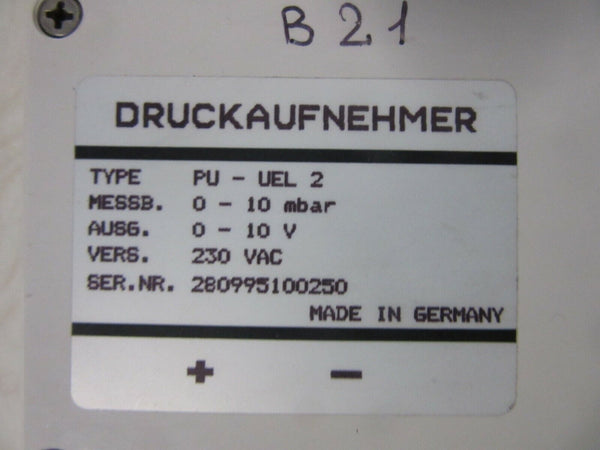 B 21
DRUCKAUFNEHMER
TYPE PU - UEL 2
MESSB. 0 - 10 mbar
AUSG. 0 - 10 V
VERS. 230 VAC
SER.NR. 280995100250
MADE IN GERMANY
+ -